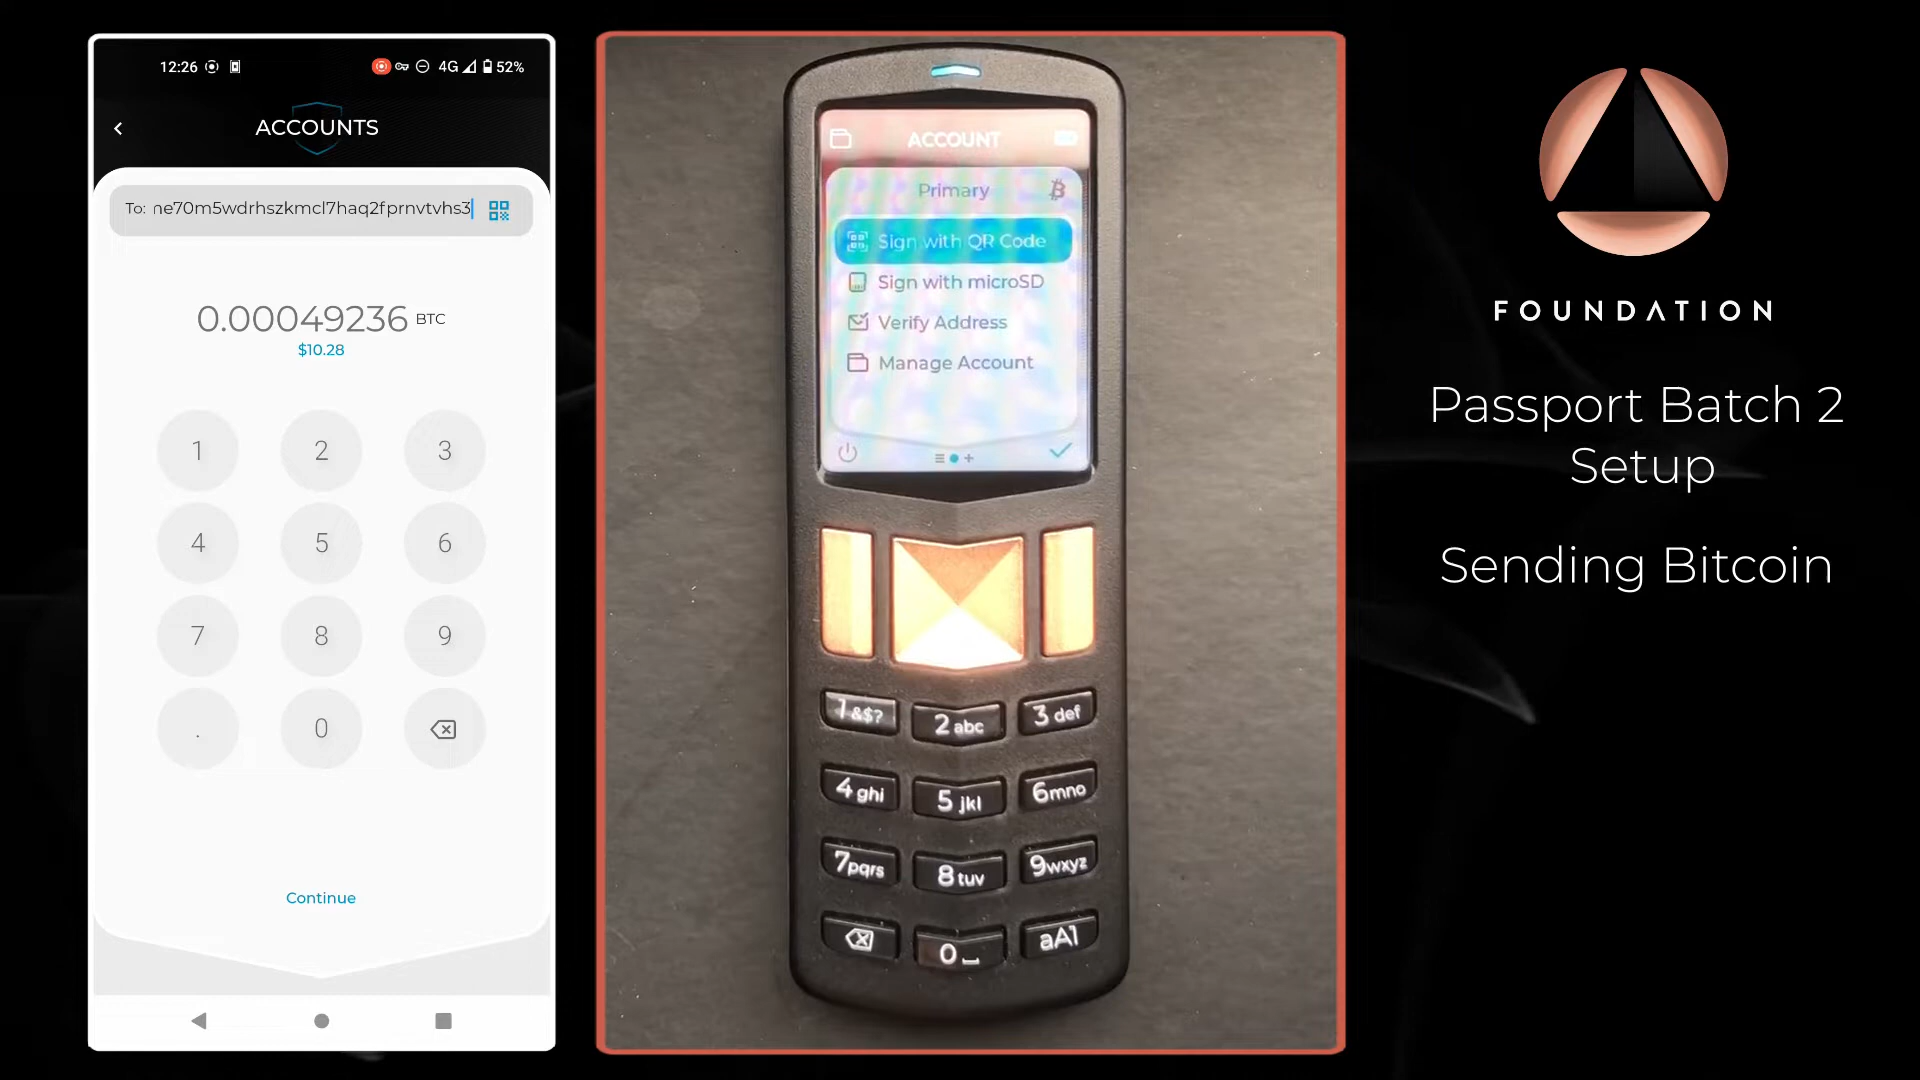 12:26
4G 52%
ACCOUNTS
To: ne70m5wdrhszkmcl7haq2fprnvtvhs3
0.00049236 BTC
$10.28
1 2 3
4 5 6
7 8 9
. 0
Continue
ACCOUNT
Primary
Sign with QR Code
Sign with microSD
Verify Address
Manage Account
1 &$? 2 abc 3 def
4 ghi 5 jkl 6 mno
7 pqrs 8 tuv 9 wxyz
0 aA1
FOUNDATION
Passport Batch 2
Setup
Sending Bitcoin